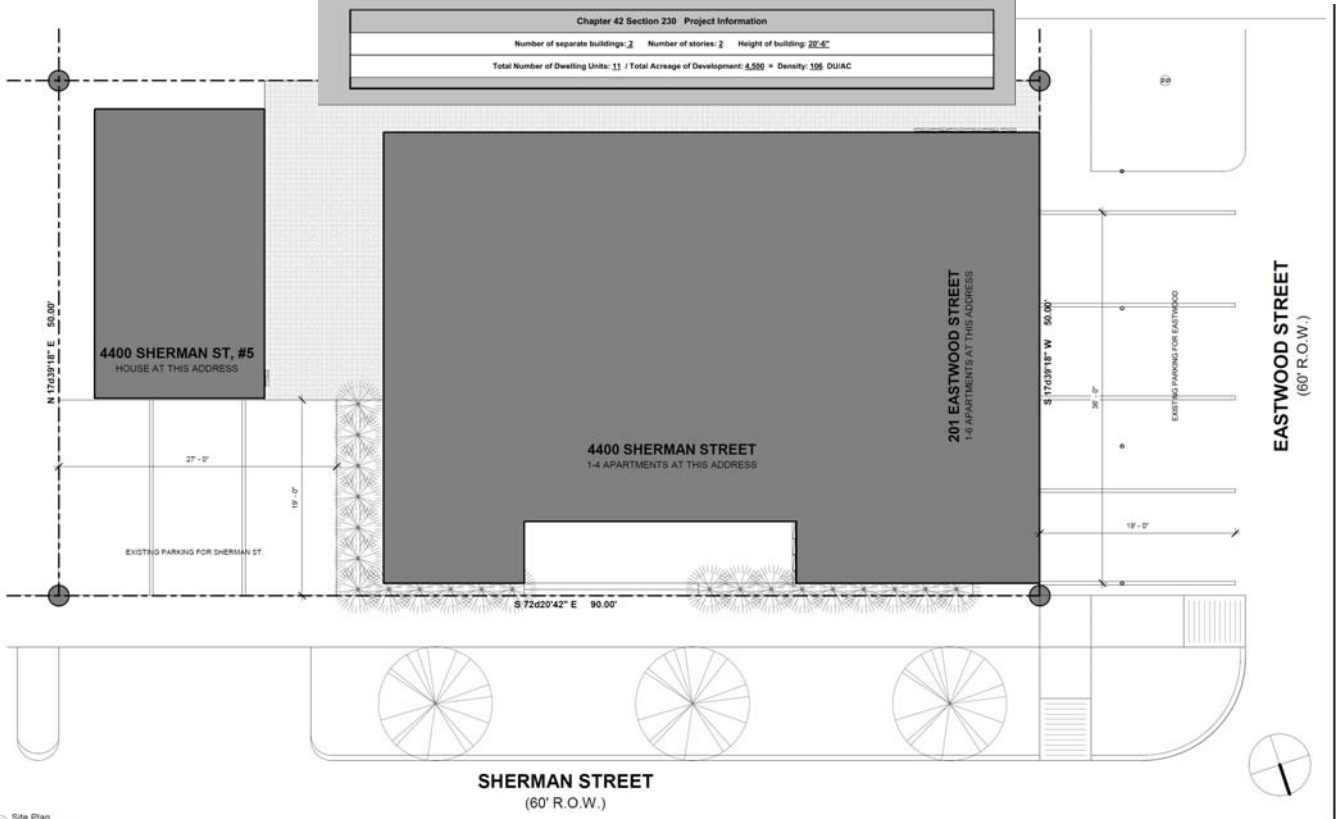 Chapter 42 Section 230 Project Information
Number of separate buildings: 2 Number of stories: 2 Height of building: 20'-6"
Total Number of Dwelling Units: 11 / Total Acreage of Development: 4,500 = Density: 106 DU/AC
N 17d39'18" E 50.00'
4400 SHERMAN ST, #5
HOUSE AT THIS ADDRESS
27' - 0"
19' - 0"
EXISTING PARKING FOR SHERMAN ST.
4400 SHERMAN STREET
1-4 APARTMENTS AT THIS ADDRESS
201 EASTWOOD STREET
1-6 APARTMENTS AT THIS ADDRESS
S 17d39'18" W 50.00'
36' - 0"
EXISTING PARKING FOR EASTWOOD
19' - 0"
EASTWOOD STREET
(60' R.O.W.)
S 72d20'42" E 90.00'
SHERMAN STREET
(60' R.O.W.)
Site Plan